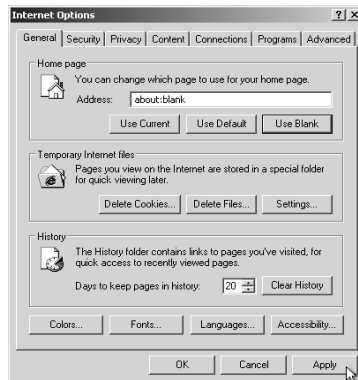 Internet Options
General Security Privacy Content Connections Programs Advanced
Home page
You can change which page to use for your home page.
Address: about:blank
Use Current Use Default Use Blank
Temporary Internet files
Pages you view on the Internet are stored in a special folder
for quick viewing later.
Delete Cookies... Delete Files... Settings...
History
The History folder contains links to pages you've visited, for
quick access to recently viewed pages.
Days to keep pages in history: 20 Clear History
Colors... Fonts... Languages... Accessibility...
OK Cancel Apply